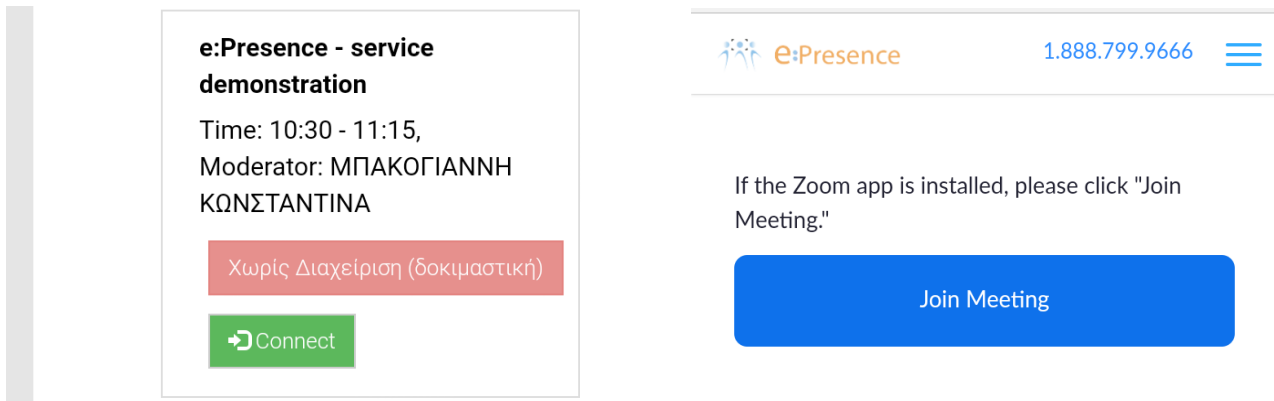 e:Presence - service
demonstration
Time: 10:30 - 11:15,
Moderator: ΜΠΑΚΟΓΙΑΝΝΗ
ΚΩΝΣΤΑΝΤΙΝΑ
Χωρίς Διαχείριση (δοκιμαστική)
Connect
e:Presence
1.888.799.9666
If the Zoom app is installed, please click "Join
Meeting."
Join Meeting